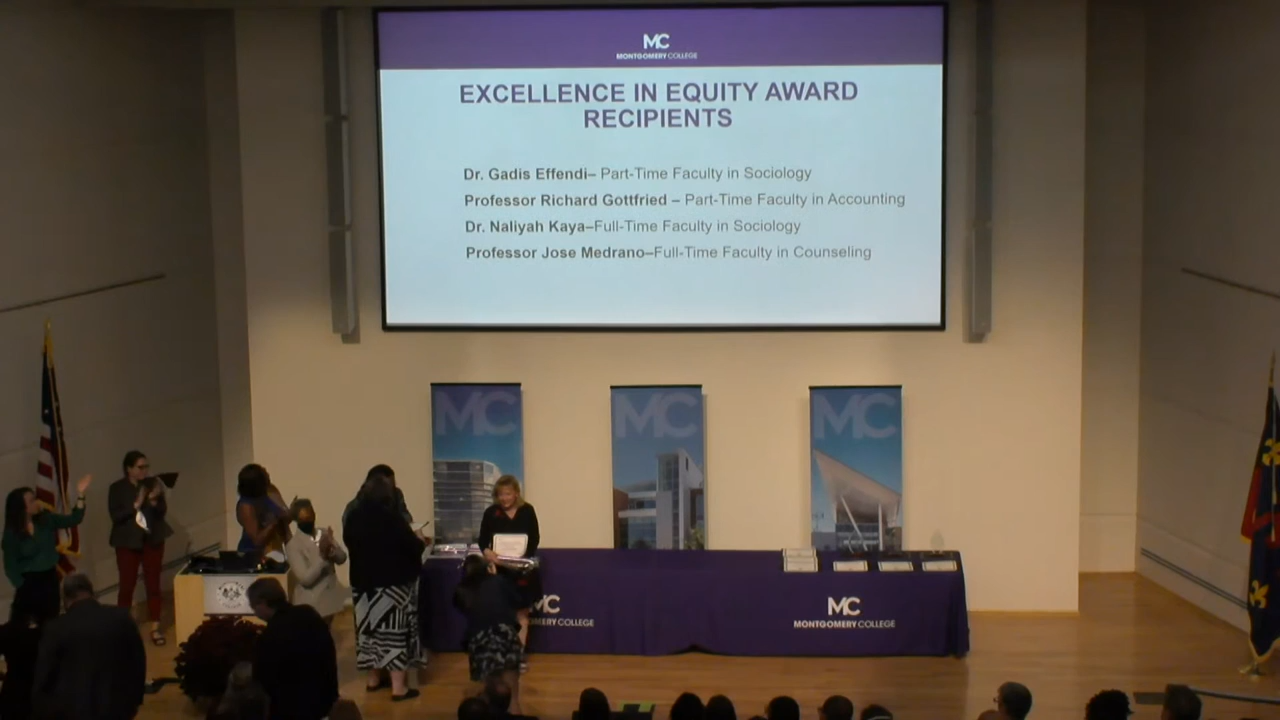 MC
MONTGOMERY COLLEGE
EXCELLENCE IN EQUITY AWARD
RECIPIENTS
Dr. Gadis Effendi– Part-Time Faculty in Sociology
Professor Richard Gottfried – Part-Time Faculty in Accounting
Dr. Naliyah Kaya–Full-Time Faculty in Sociology
Professor Jose Medrano–Full-Time Faculty in Counseling
MC
MC
MC
MC
MONTGOMERY COLLEGE
MC
MONTGOMERY COLLEGE